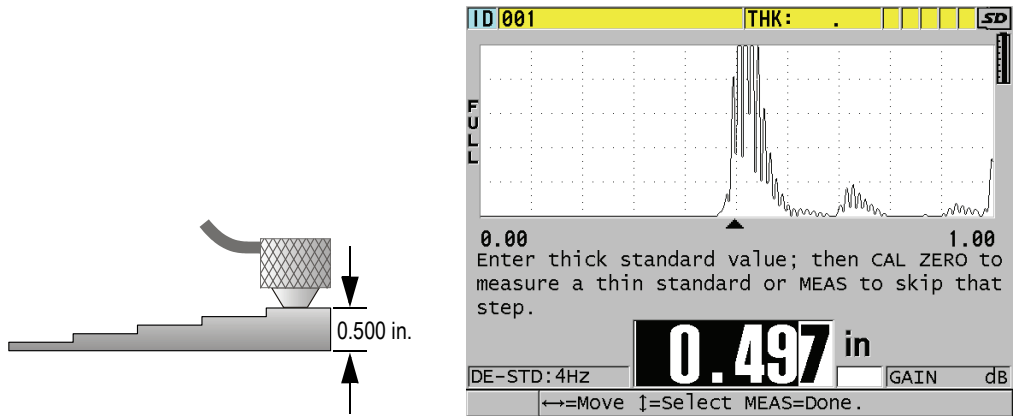 0.500 in.
ID 001 THK: . SD
FULL
0.00 1.00
Enter thick standard value; then CAL ZERO to
measure a thin standard or MEAS to skip that
step.
0.497 in
DE-STD:4Hz GAIN dB
↔=Move ↕=Select MEAS=Done.